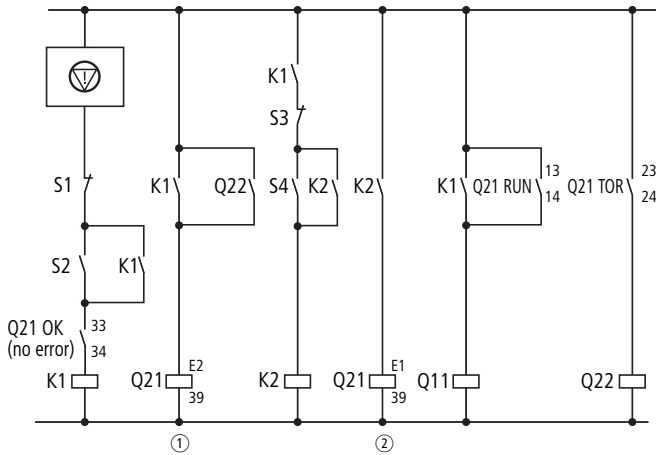 !
K1
S3
S1
K1
Q22
S4
K2
K2
K1
Q21 RUN
13
14
Q21 TOR
23
24
S2
K1
Q21 OK
(no error)
33
34
K1
Q21
E2
39
K2
Q21
E1
39
Q11
Q22
①
②